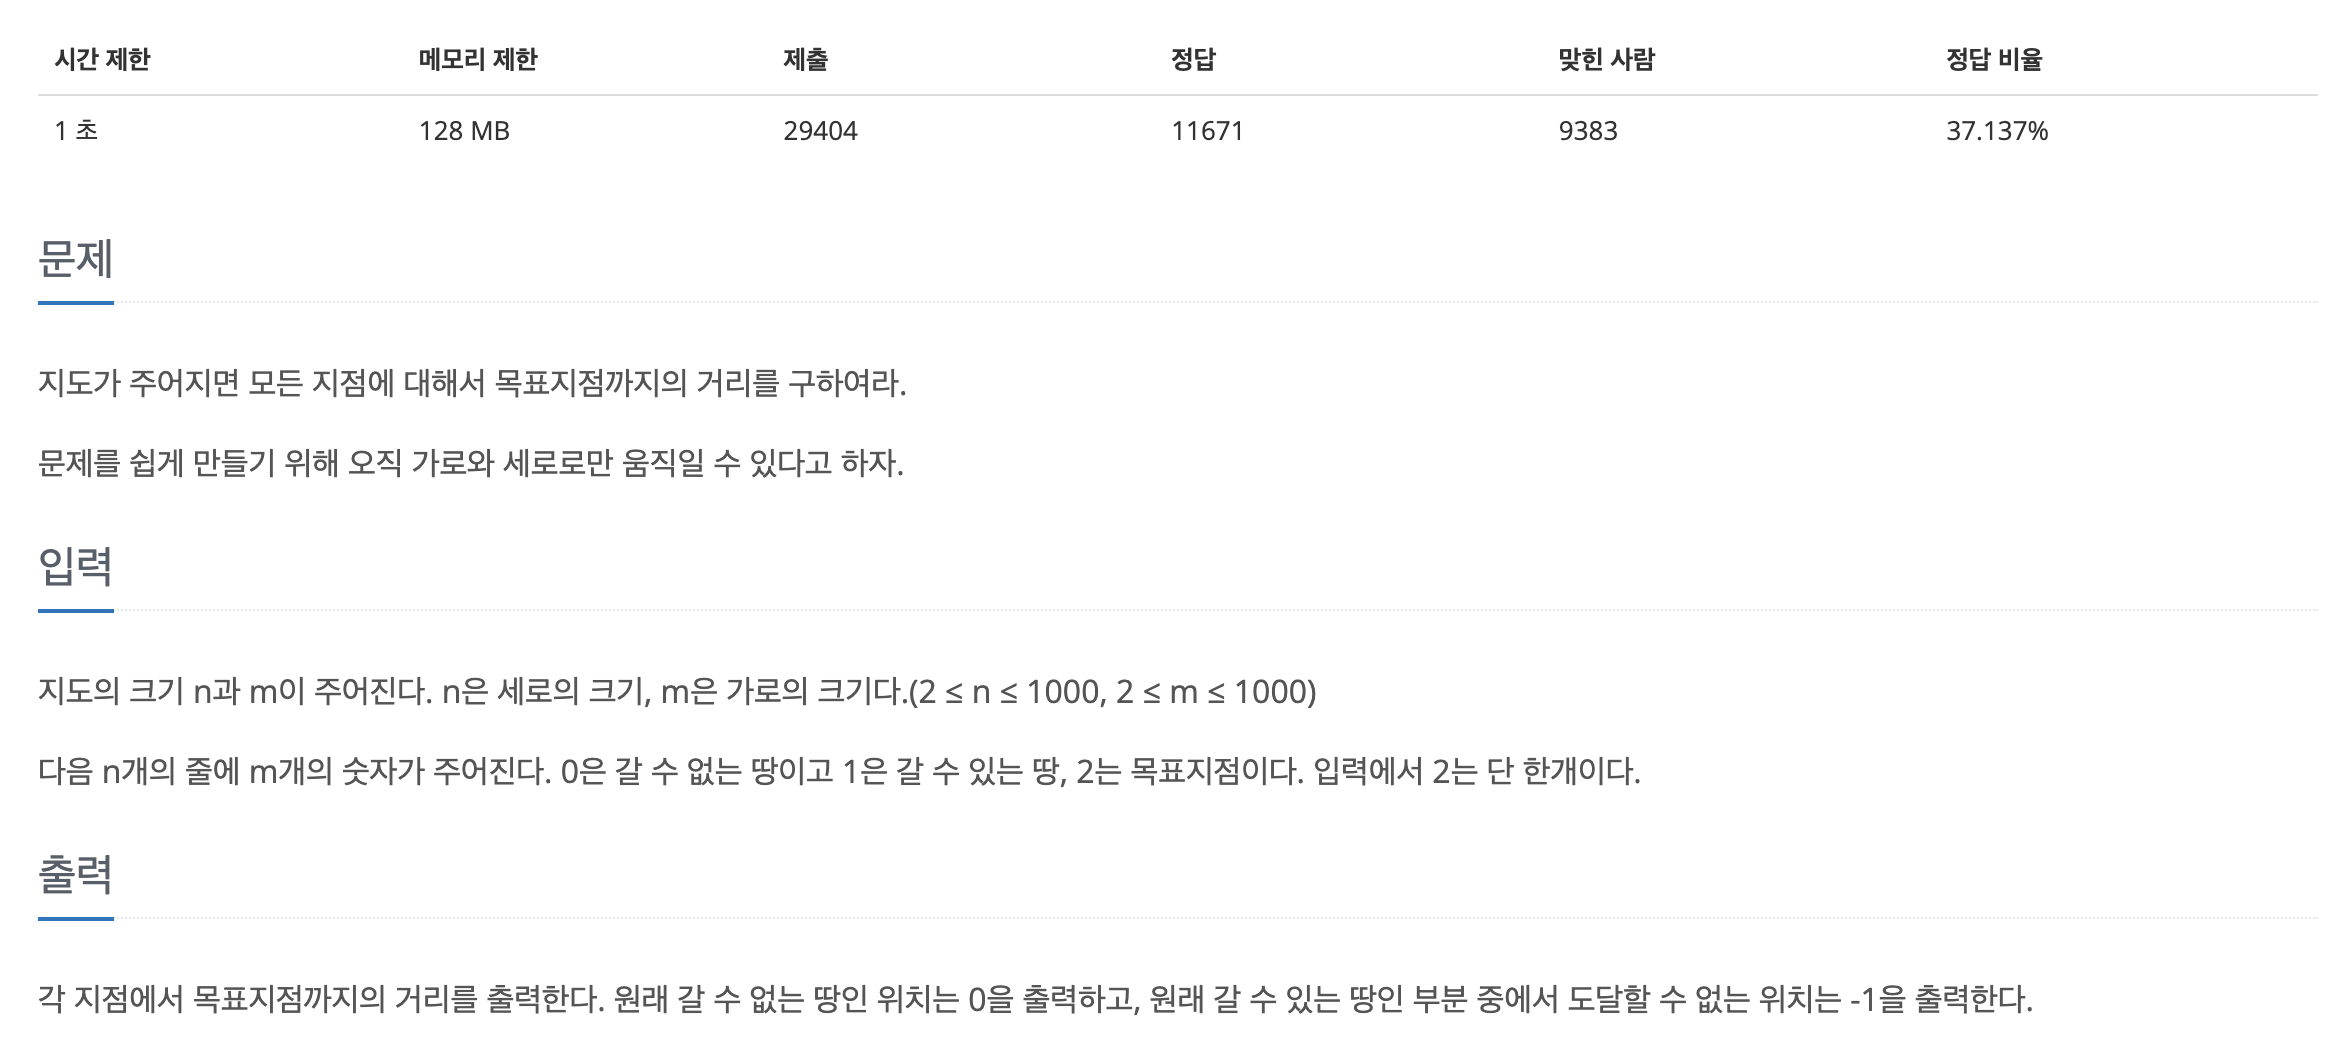 시간 제한 메모리 제한 제출 정답 맞힌 사람 정답 비율
1 초 128 MB 29404 11671 9383 37.137%
문제
지도가 주어지면 모든 지점에 대해서 목표지점까지의 거리를 구하여라.
문제를 쉽게 만들기 위해 오직 가로와 세로로만 움직일 수 있다고 하자.
입력
지도의 크기 n과 m이 주어진다. n은 세로의 크기, m은 가로의 크기다.(2 ≤ n ≤ 1000, 2 ≤ m ≤ 1000)
다음 n개의 줄에 m개의 숫자가 주어진다. 0은 갈 수 없는 땅이고 1은 갈 수 있는 땅, 2는 목표지점이다. 입력에서 2는 단 한개이다.
출력
각 지점에서 목표지점까지의 거리를 출력한다. 원래 갈 수 없는 땅인 위치는 0을 출력하고, 원래 갈 수 있는 땅인 부분 중에서 도달할 수 없는 위치는 -1을 출력한다.